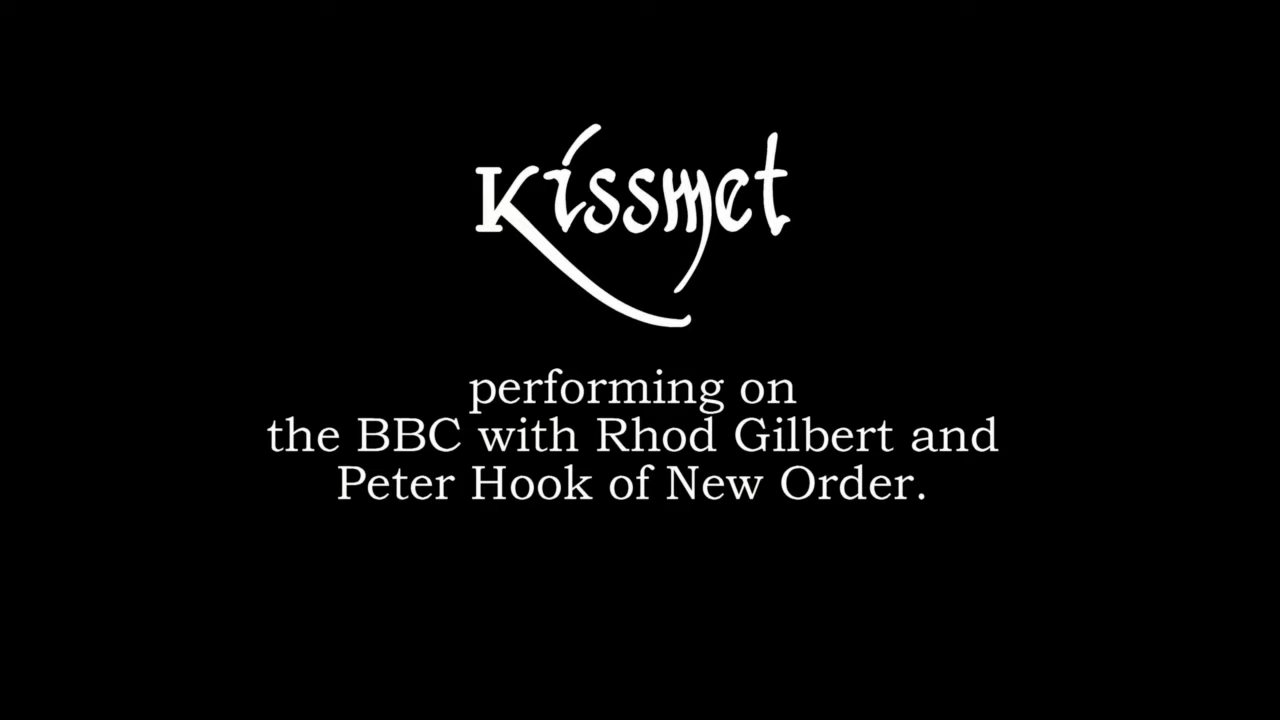 Kissmet
performing on
the BBC with Rhod Gilbert and
Peter Hook of New Order.